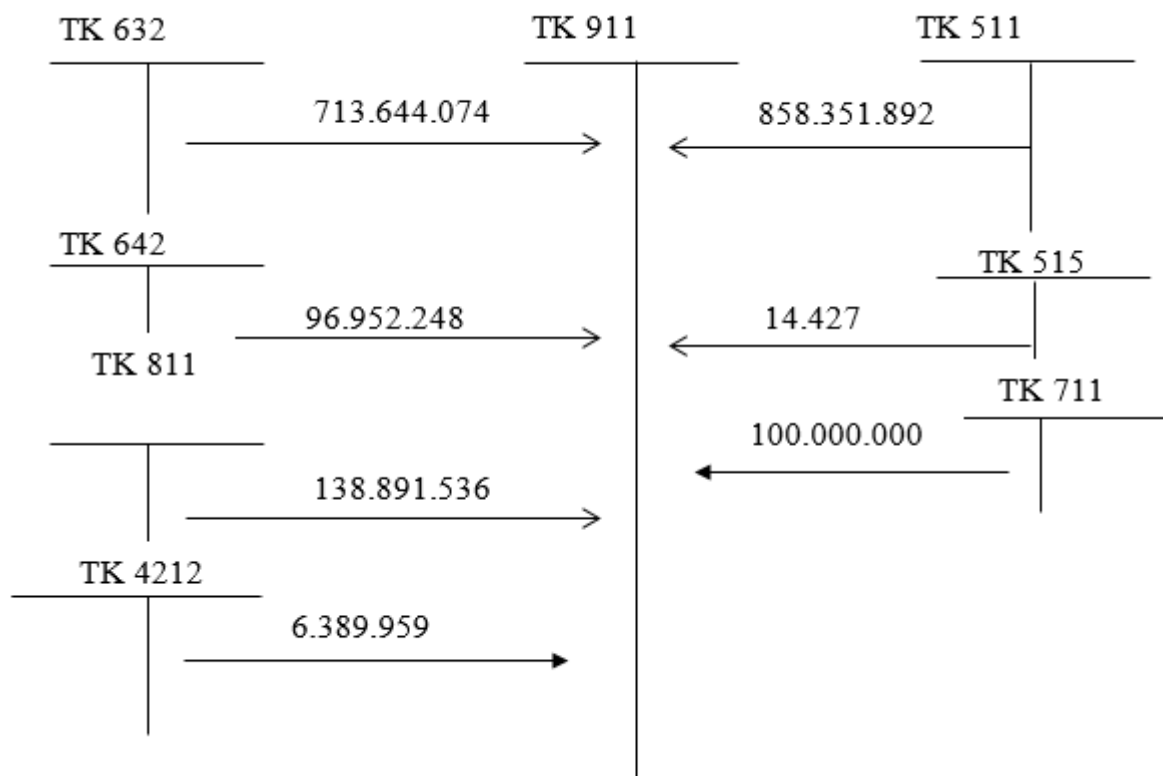 TK 632
TK 911
TK 511
713.644.074
858.351.892
TK 642
TK 515
96.952.248
14.427
TK 811
TK 711
100.000.000
138.891.536
TK 4212
6.389.959